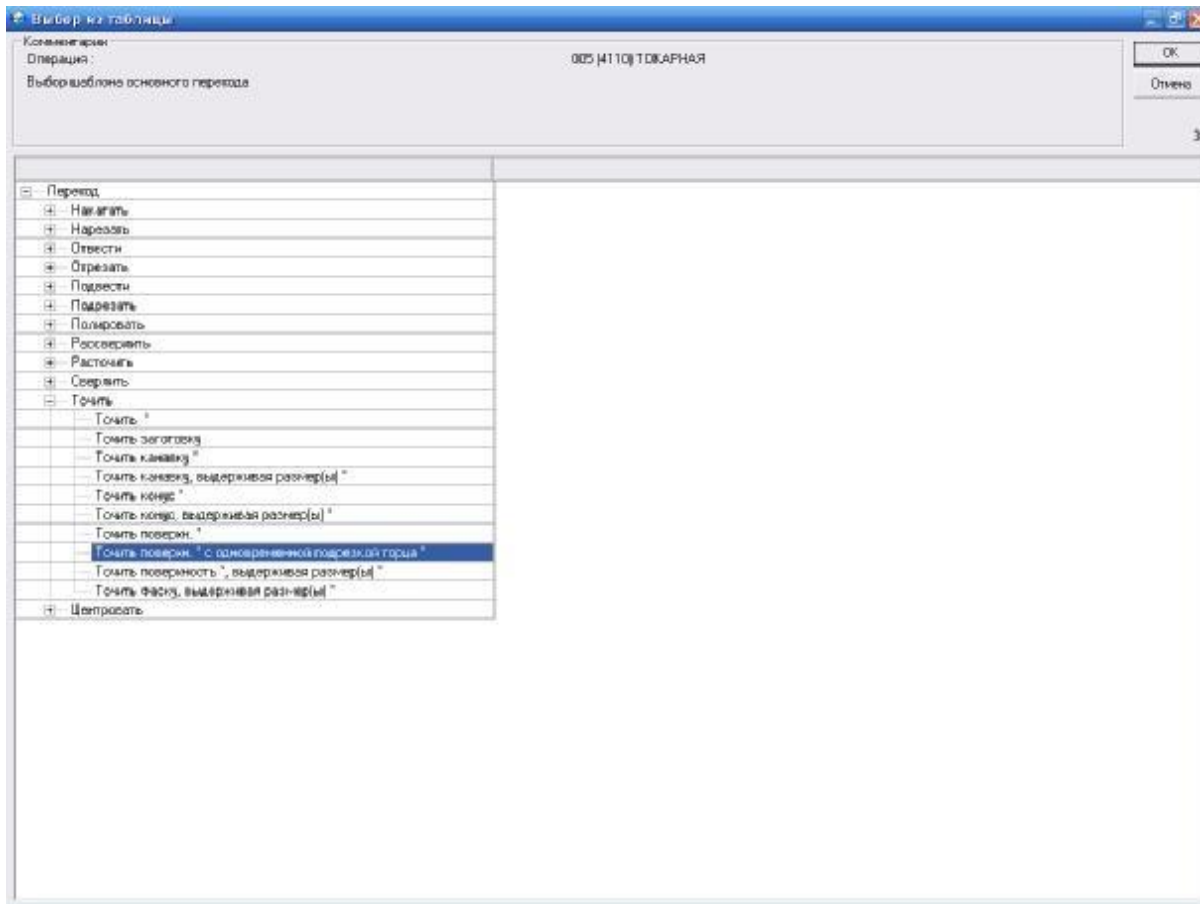 Выбор из таблицы
Комментарии
Операция :
005 (4110) ТОКАРНАЯ
Выбор шаблона основного перехода
OK
Отмена
Переход
Накатать
Нарезать
Отвести
Отрезать
Подвести
Подрезать
Полировать
Рассверлить
Расточить
Сверлить
Точить
Точить *
Точить заготовку
Точить канавку *
Точить канавку, выдерживая размер(ы) *
Точить конус *
Точить конус, выдерживая размер(ы) *
Точить поверхн. *
Точить поверхн. * с одновременной подрезкой торца *
Точить поверхность *, выдерживая размер(ы) *
Точить фаску, выдерживая размер(ы) *
Центровать